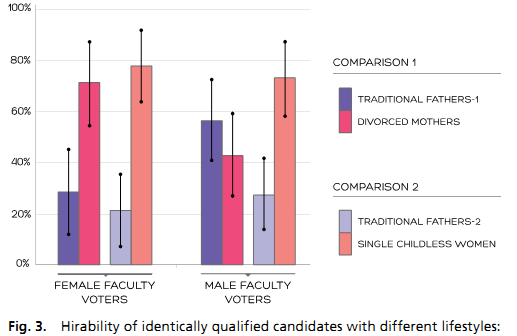 100%
80%
60%
40%
20%
0%
FEMALE FACULTY
VOTERS
MALE FACULTY
VOTERS
COMPARISON 1
TRADITIONAL FATHERS-1
DIVORCED MOTHERS
COMPARISON 2
TRADITIONAL FATHERS-2
SINGLE CHILDLESS WOMEN
Fig. 3. Hirability of identically qualified candidates with different lifestyles: